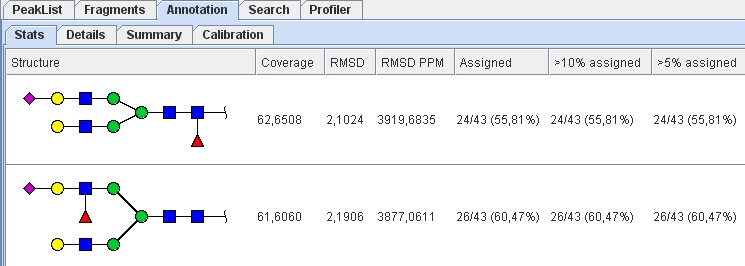 PeakList Fragments Annotation Search Profiler
Stats Details Summary Calibration
Structure Coverage RMSD RMSD PPM Assigned >10% assigned >5% assigned
62,6508 2,1024 3919,6835 24/43 (55,81%) 24/43 (55,81%) 24/43 (55,81%)
61,6060 2,1906 3877,0611 26/43 (60,47%) 26/43 (60,47%) 26/43 (60,47%)